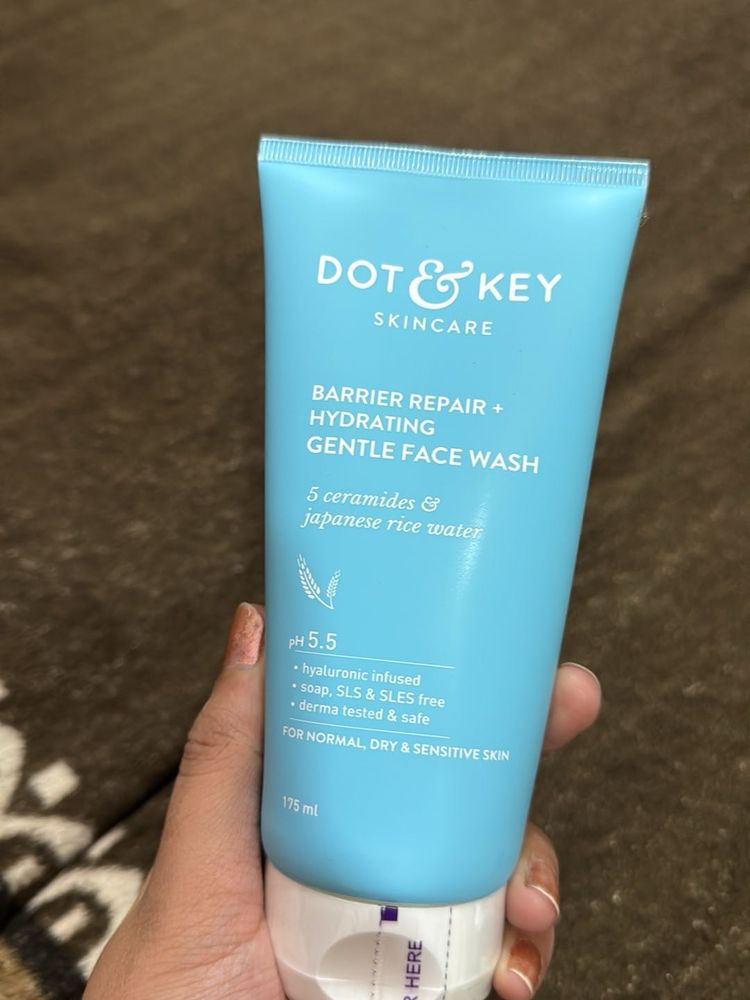 DOT & KEY
SKINCARE
BARRIER REPAIR +
HYDRATING
GENTLE FACE WASH
5 ceramides &
japanese rice water
pH 5.5
• hyaluronic infused
• soap, SLS & SLES free
• derma tested & safe
FOR NORMAL, DRY & SENSITIVE SKIN
175 ml
HERE